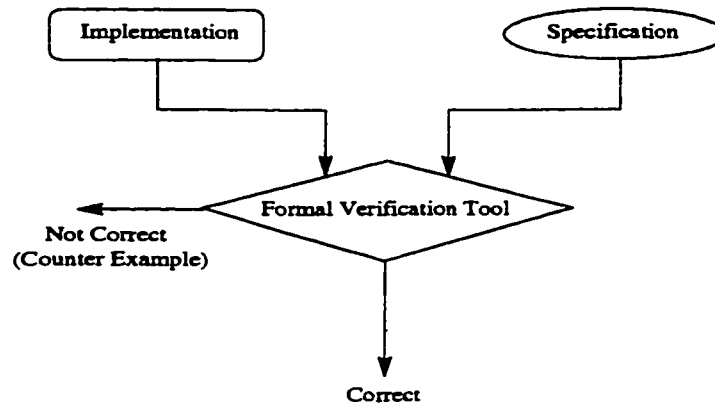 Implementation
Specification
Formal Verification Tool
Not Correct
(Counter Example)
Correct